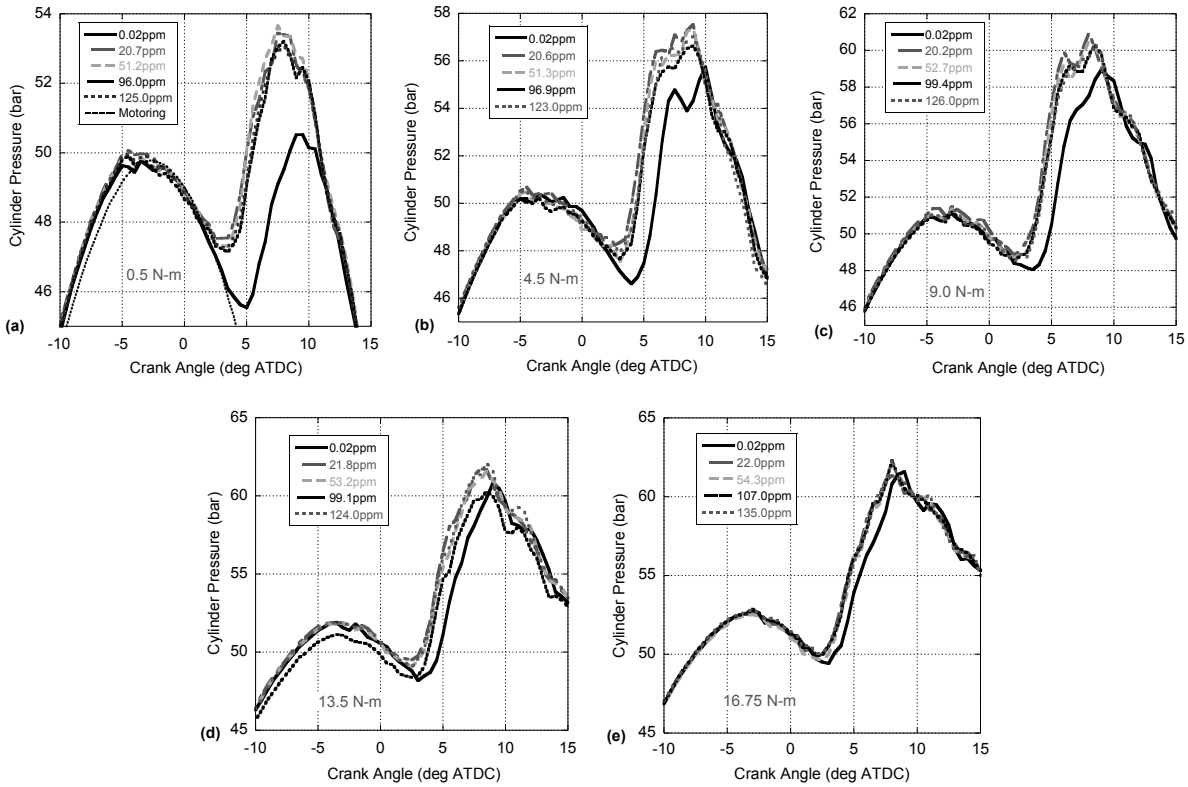 54
52
50
48
46
Cylinder Pressure (bar)
0.02ppm
20.7ppm
51.2ppm
96.0ppm
125.0ppm
Motoring
0.5 N-m
(a)
-10 -5 0 5 10 15
Crank Angle (deg ATDC)
58
56
54
52
50
48
46
Cylinder Pressure (bar)
0.02ppm
20.6ppm
51.3ppm
96.9ppm
123.0ppm
4.5 N-m
(b)
-10 -5 0 5 10 15
Crank Angle (deg ATDC)
62
60
58
56
54
52
50
48
46
Cylinder Pressure (bar)
0.02ppm
20.2ppm
52.7ppm
99.4ppm
126.0ppm
9.0 N-m
(c)
-10 -5 0 5 10 15
Crank Angle (deg ATDC)
65
60
55
50
45
Cylinder Pressure (bar)
0.02ppm
21.8ppm
53.2ppm
99.1ppm
124.0ppm
13.5 N-m
(d)
-10 -5 0 5 10 15
Crank Angle (deg ATDC)
65
60
55
50
45
Cylinder Pressure (bar)
0.02ppm
22.0ppm
54.3ppm
107.0ppm
135.0ppm
16.75 N-m
(e)
-10 -5 0 5 10 15
Crank Angle (deg ATDC)